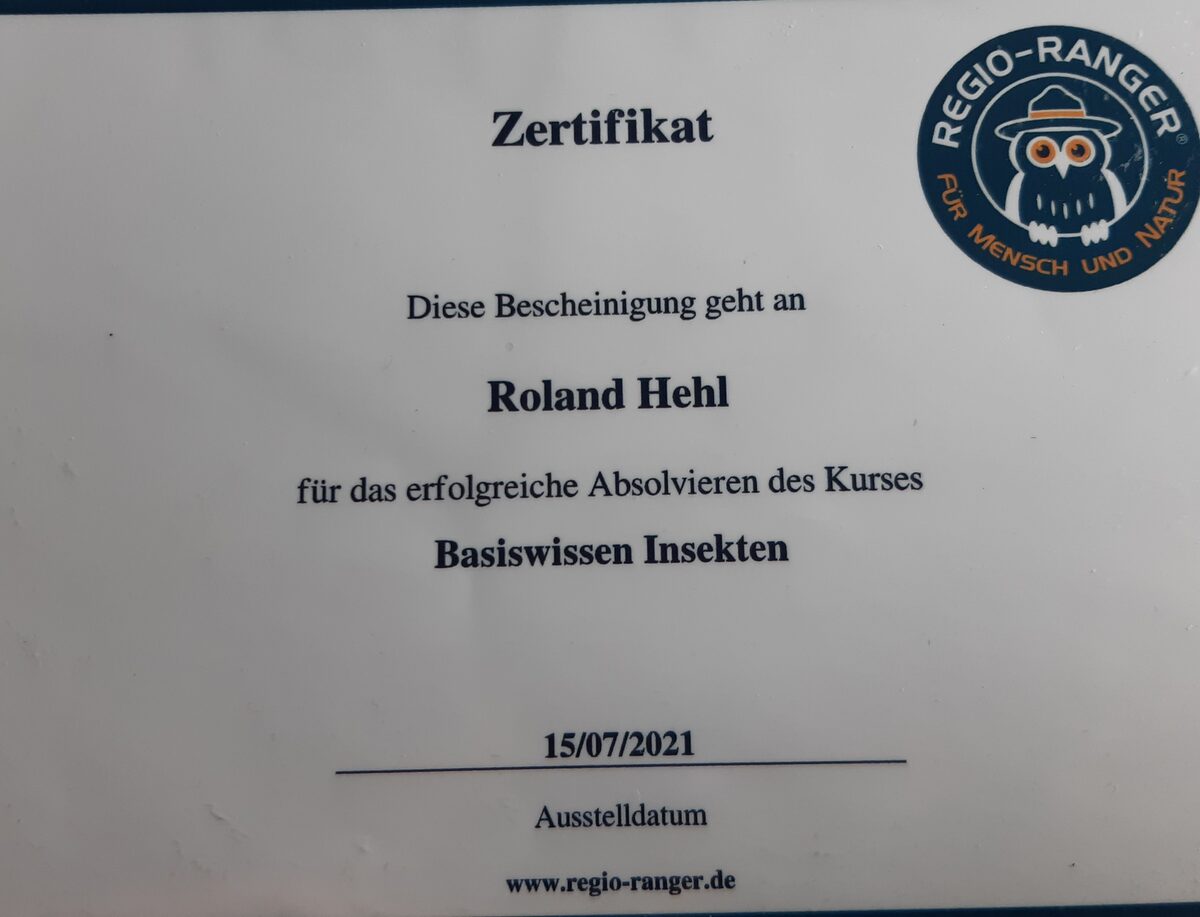 REGIO-RANGER®
FÜR MENSCH UND NATUR
Zertifikat
Diese Bescheinigung geht an
Roland Hehl
für das erfolgreiche Absolvieren des Kurses
Basiswissen Insekten
15/07/2021
Ausstelldatum
www.regio-ranger.de